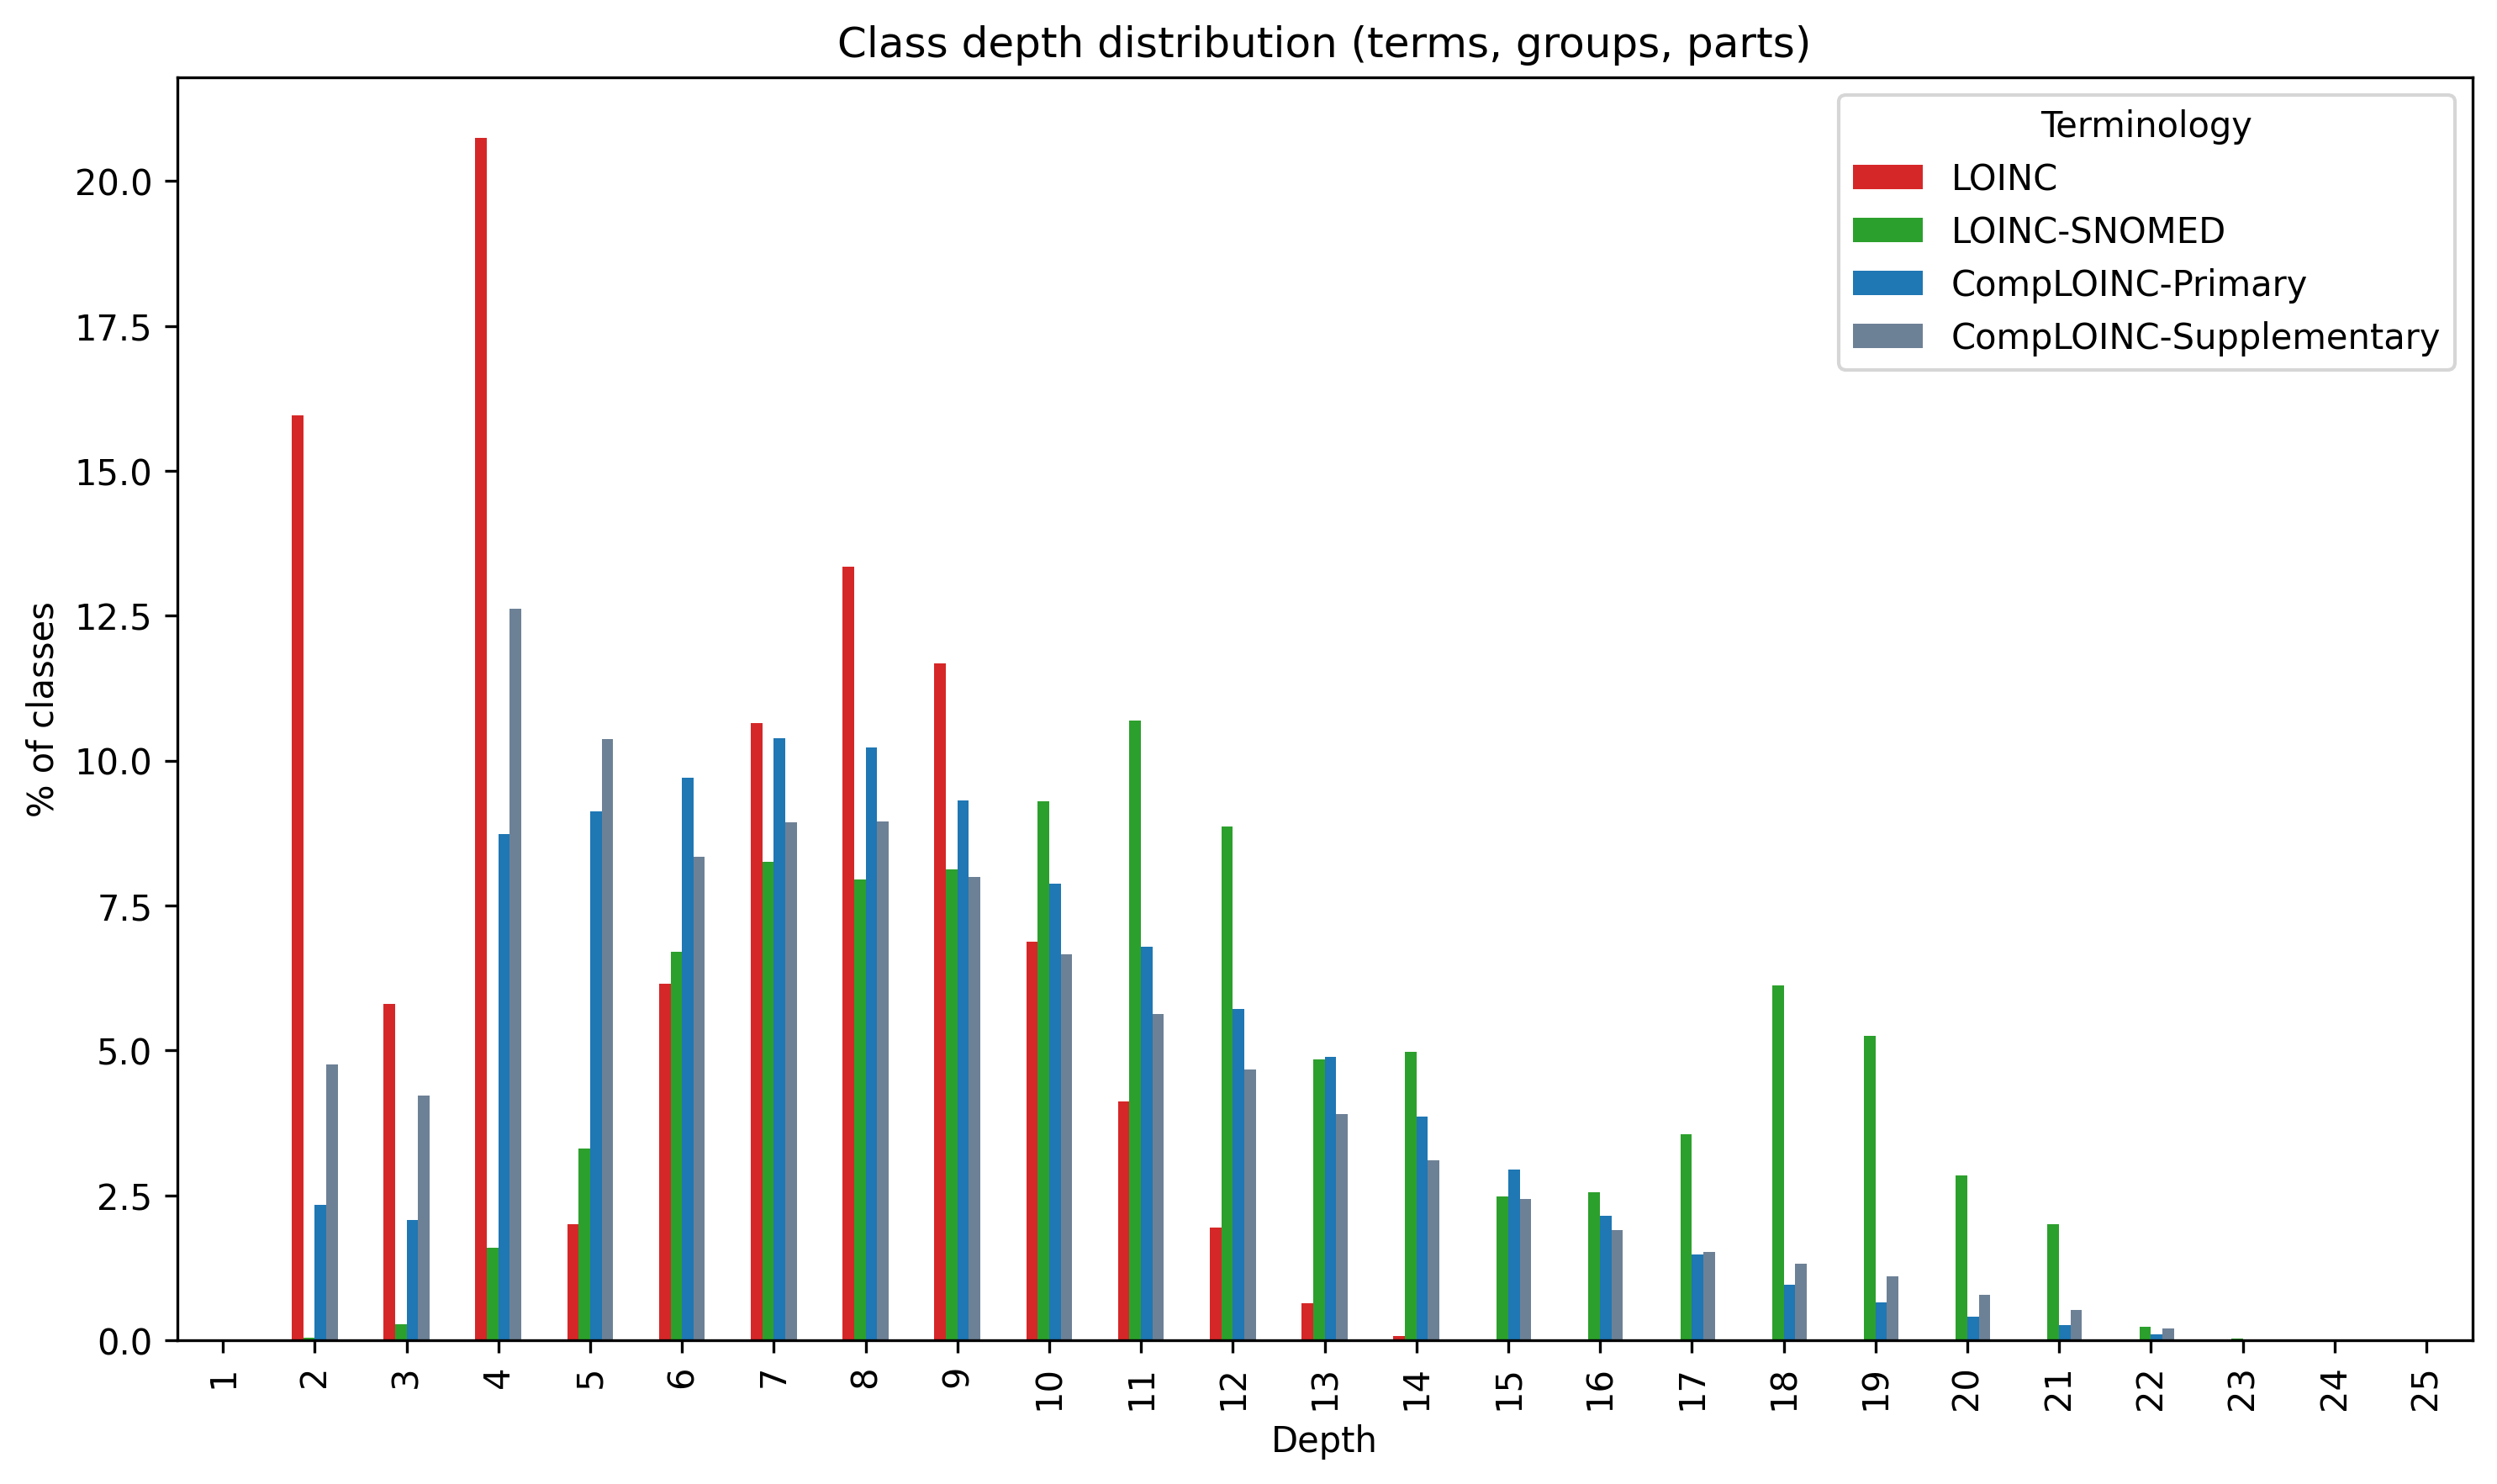 Class depth distribution (terms, groups, parts)
Terminology
LOINC
LOINC-SNOMED
CompLOINC-Primary
CompLOINC-Supplementary
% of classes
20.0
17.5
15.0
12.5
10.0
7.5
5.0
2.5
0.0
1 2 3 4 5 6 7 8 9 10 11 12 13 14 15 16 17 18 19 20 21 22 23 24 25
Depth